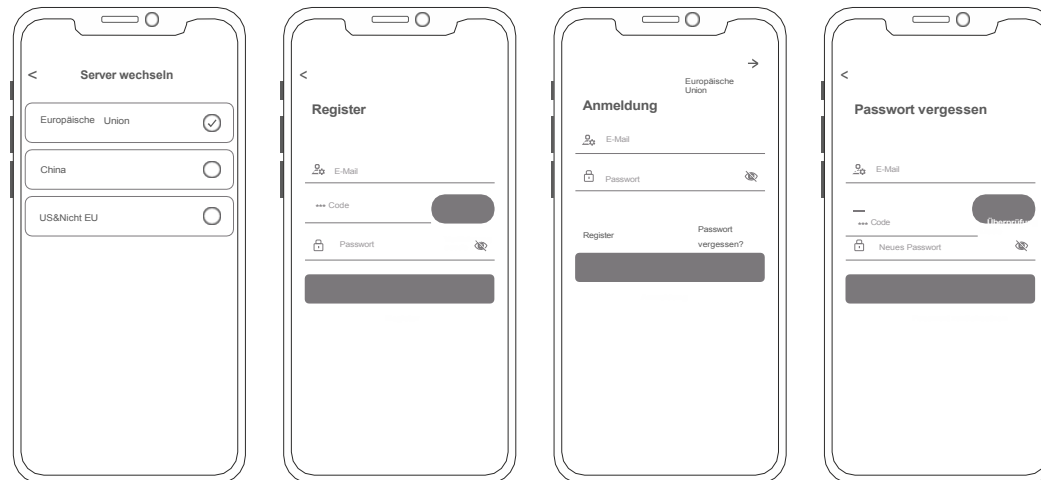 <
Server wechseln
Europäische Union
China
US&Nicht EU
<
Register
E-Mail
*** Code
Passwort
→
Europäische
Union
Anmeldung
E-Mail
Passwort
Register
Passwort
vergessen?
<
Passwort vergessen
E-Mail
*** Code
Neues Passwort